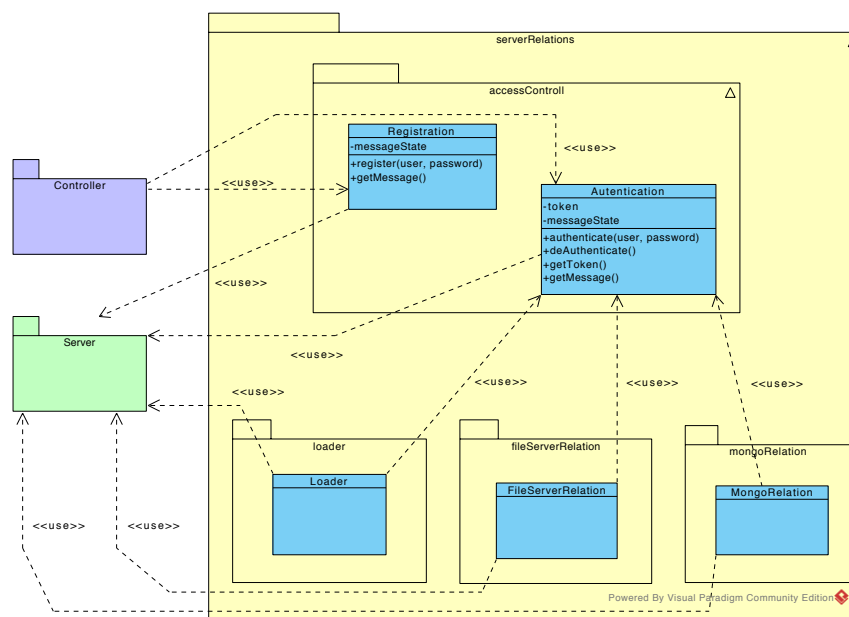 serverRelations
accessControll
Registration
-messageState
+register(user, password)
+getMessage()
<<use>>
Controller
<<use>>
Autentication
-token
-messageState
+authenticate(user, password)
+deAuthenticate()
+getToken()
+getMessage()
<<use>>
Server
<<use>>
<<use>>
<<use>>
<<use>>
<<use>>
loader
fileServerRelation
mongoRelation
Loader
FileServerRelation
MongoRelation
<<use>>
<<use>>
Powered By Visual Paradigm Community Edition